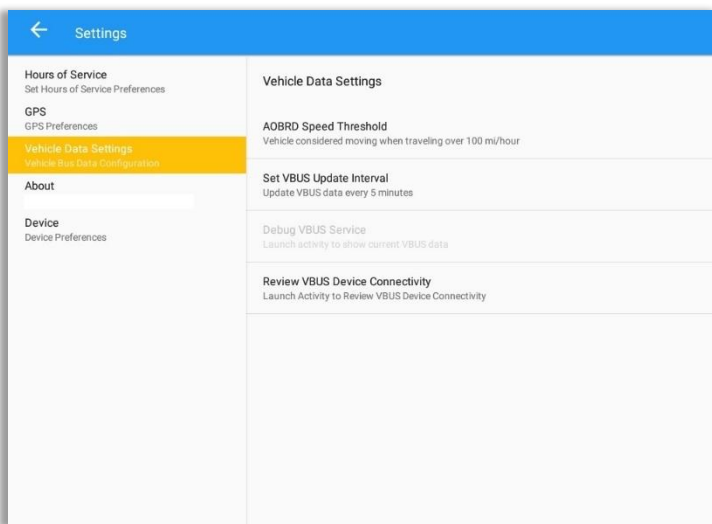 Settings
Hours of Service
Set Hours of Service Preferences
GPS
GPS Preferences
Vehicle Data Settings
Vehicle Bus Data Configuration
About
Device
Device Preferences
Vehicle Data Settings
AOBRD Speed Threshold
Vehicle considered moving when traveling over 100 mi/hour
Set VBUS Update Interval
Update VBUS data every 5 minutes
Debug VBUS Service
Launch activity to show current VBUS data
Review VBUS Device Connectivity
Launch Activity to Review VBUS Device Connectivity